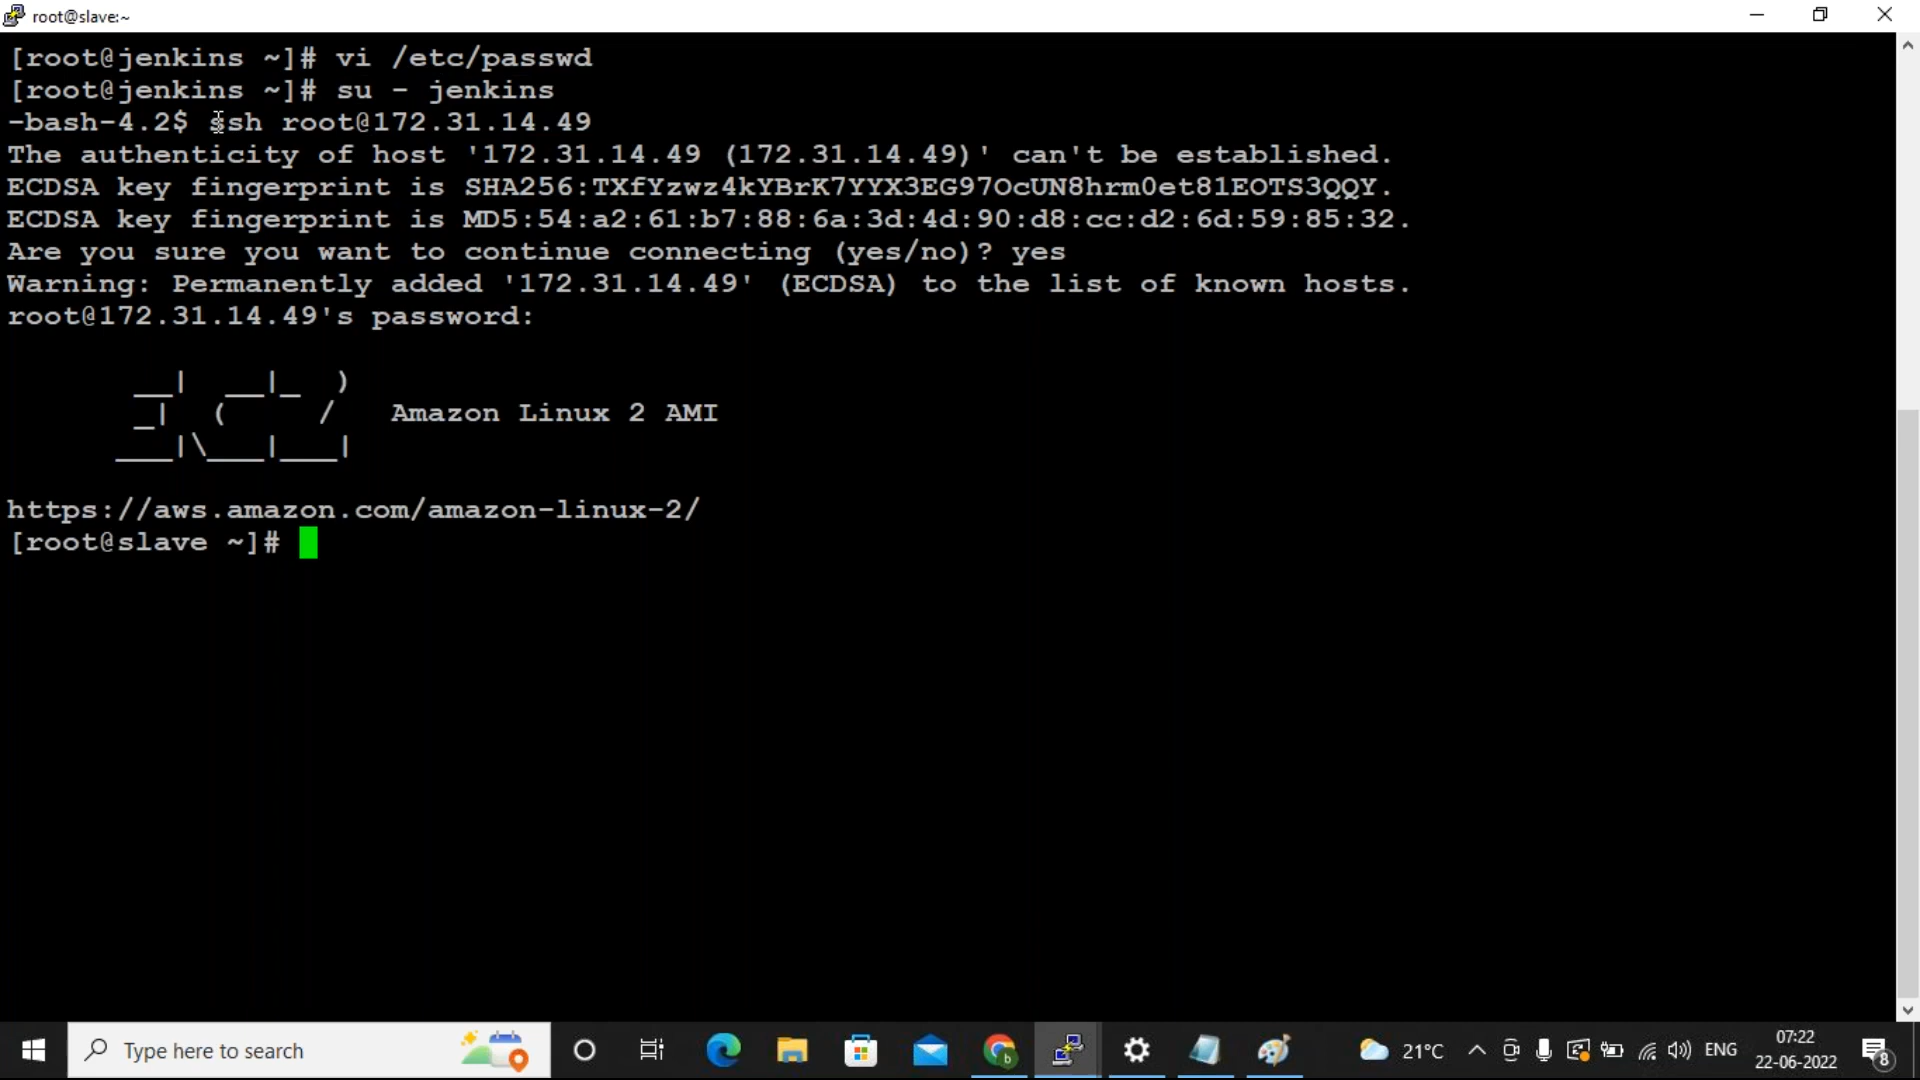 root@slave:~
[root@jenkins ~]# vi /etc/passwd
[root@jenkins ~]# su - jenkins
-bash-4.2$ ssh root@172.31.14.49
The authenticity of host '172.31.14.49 (172.31.14.49)' can't be established.
ECDSA key fingerprint is SHA256:TXfYzwz4kYBrK7YYX3EG97OcUN8hrm0et81EOTS3QQY.
ECDSA key fingerprint is MD5:54:a2:61:b7:88:6a:3d:4d:90:d8:cc:d2:6d:59:85:32.
Are you sure you want to continue connecting (yes/no)? yes
Warning: Permanently added '172.31.14.49' (ECDSA) to the list of known hosts.
root@172.31.14.49's password:
       __|  __|_  )
       _|  (     /   Amazon Linux 2 AMI
      ___|\___|___|
https://aws.amazon.com/amazon-linux-2/
[root@slave ~]#
Type here to search
21°C
ENG
07:22
22-06-2022
8